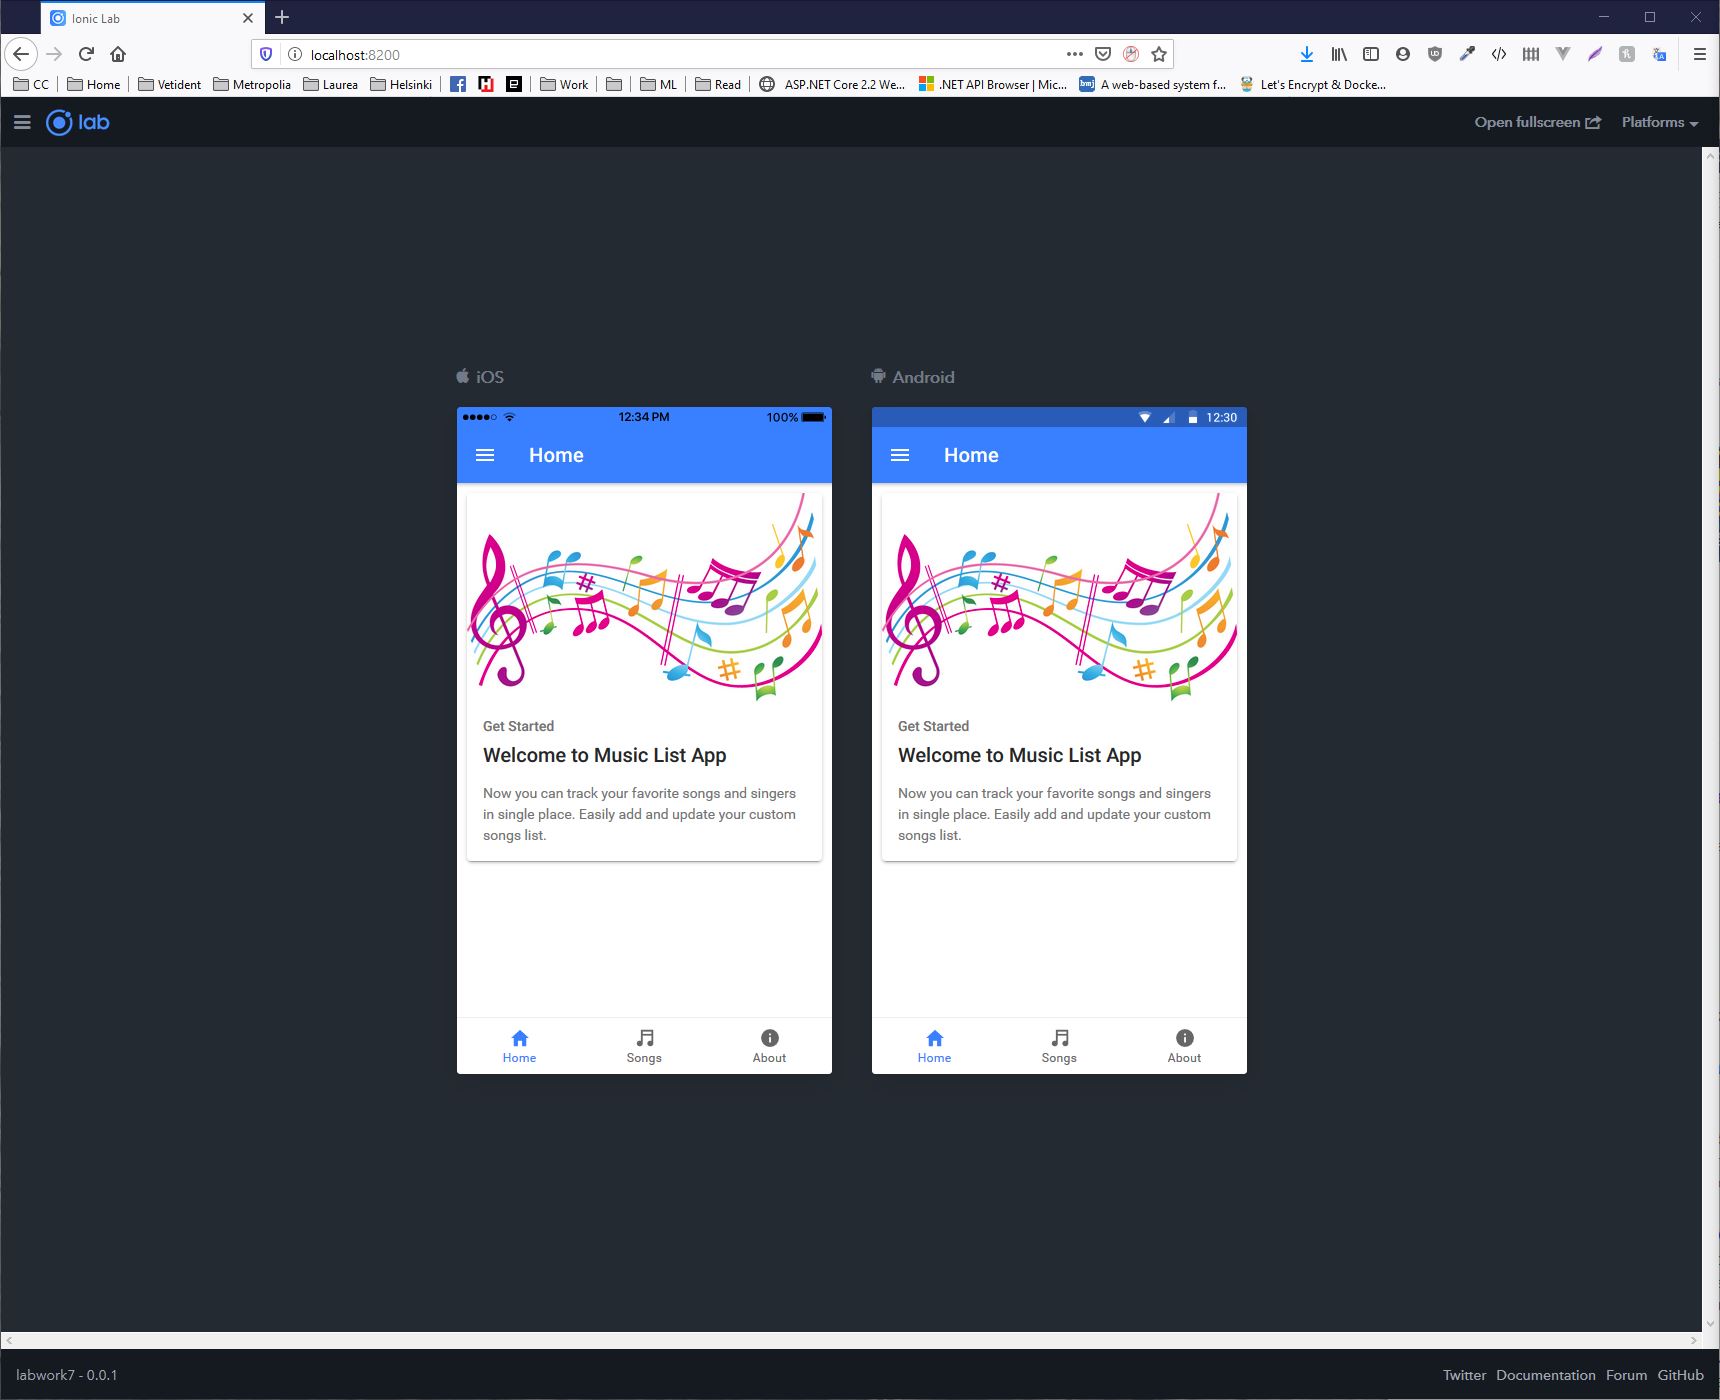 Ionic Lab
localhost:8200
CC Home Vetident Metropolia Laurea Helsinki Work ML Read ASP.NET Core 2.2 We... .NET API Browser | Mic... bmj A web-based system f... Let's Encrypt & Docke...
lab Open fullscreen Platforms
iOS
12:34 PM 100%
Home
Get Started
Welcome to Music List App
Now you can track your favorite songs and singers
in single place. Easily add and update your custom
songs list.
Home Songs About
Android
12:30
Home
Get Started
Welcome to Music List App
Now you can track your favorite songs and singers
in single place. Easily add and update your custom
songs list.
Home Songs About
labwork7 - 0.0.1 Twitter Documentation Forum GitHub